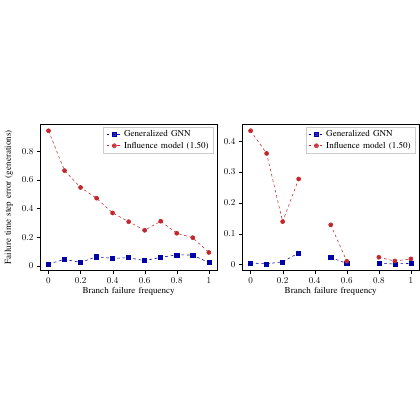 Failure time step error (generations)
0.8
0.6
0.4
0.2
0
Generalized GNN
Influence model (1.50)
0 0.2 0.4 0.6 0.8 1
Branch failure frequency
0.4
0.3
0.2
0.1
0
Generalized GNN
Influence model (1.50)
0 0.2 0.4 0.6 0.8 1
Branch failure frequency